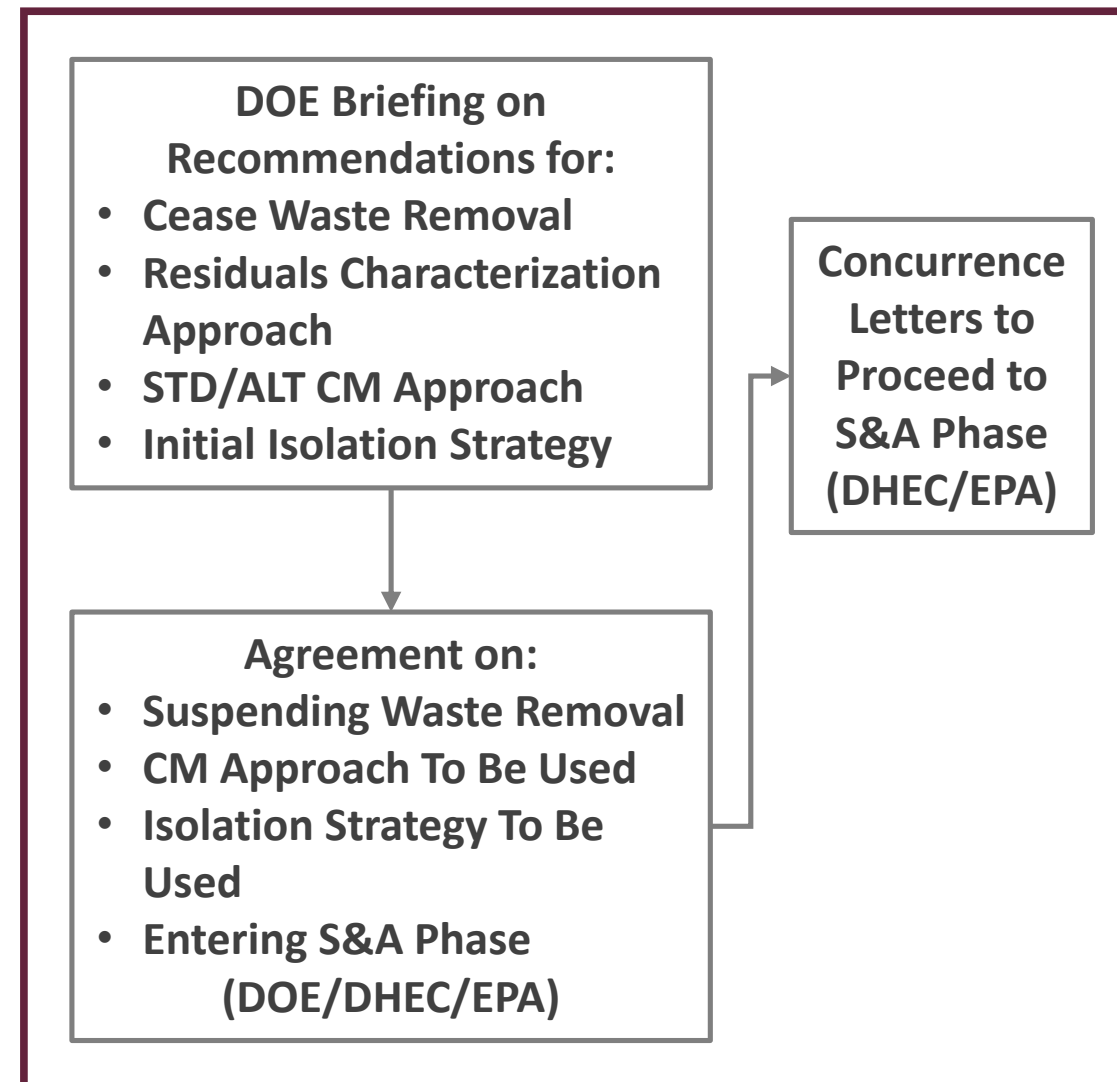 DOE Briefing on
Recommendations for:
• Cease Waste Removal
• Residuals Characterization
Approach
• STD/ALT CM Approach
• Initial Isolation Strategy
Agreement on:
• Suspending Waste Removal
• CM Approach To Be Used
• Isolation Strategy To Be
Used
• Entering S&A Phase
(DOE/DHEC/EPA)
Concurrence
Letters to
Proceed to
S&A Phase
(DHEC/EPA)